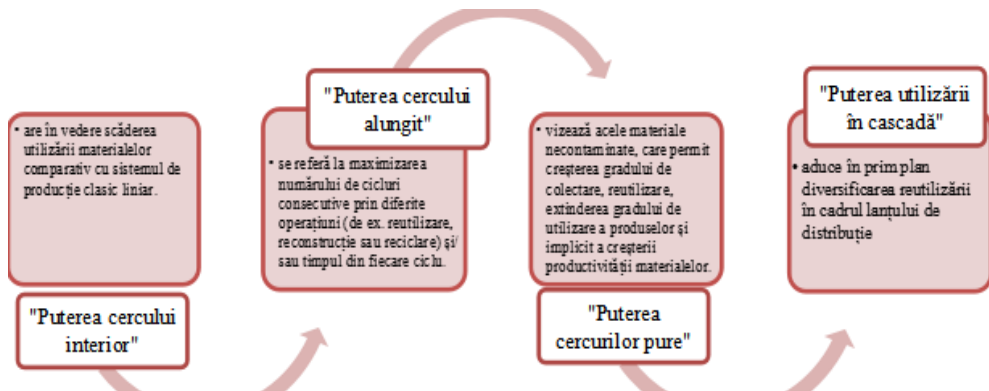 • are în vedere scăderea
utilizării materialelor
comparativ cu sistemul de
producție clasic liniar.
"Puterea cercului
interior"
"Puterea cercului
alungit"
• se referă la maximizarea
numărului de cicluri
consecutive prin diferite
operațiuni (de ex. reutilizare,
reconstrucție sau reciclare) și/
sau timpul din fiecare ciclu.
• vizează acele materiale
necontaminate, care permit
creșterea gradului de
colectare, reutilizare,
extinderea gradului de
utilizare a produselor și
implicit a creșterii
productivității materialelor.
"Puterea
cercurilor pure"
"Puterea utilizării
în cascadă"
• aduce în prim plan
diversificarea reutilizării
în cadrul lanțului de
distribuție